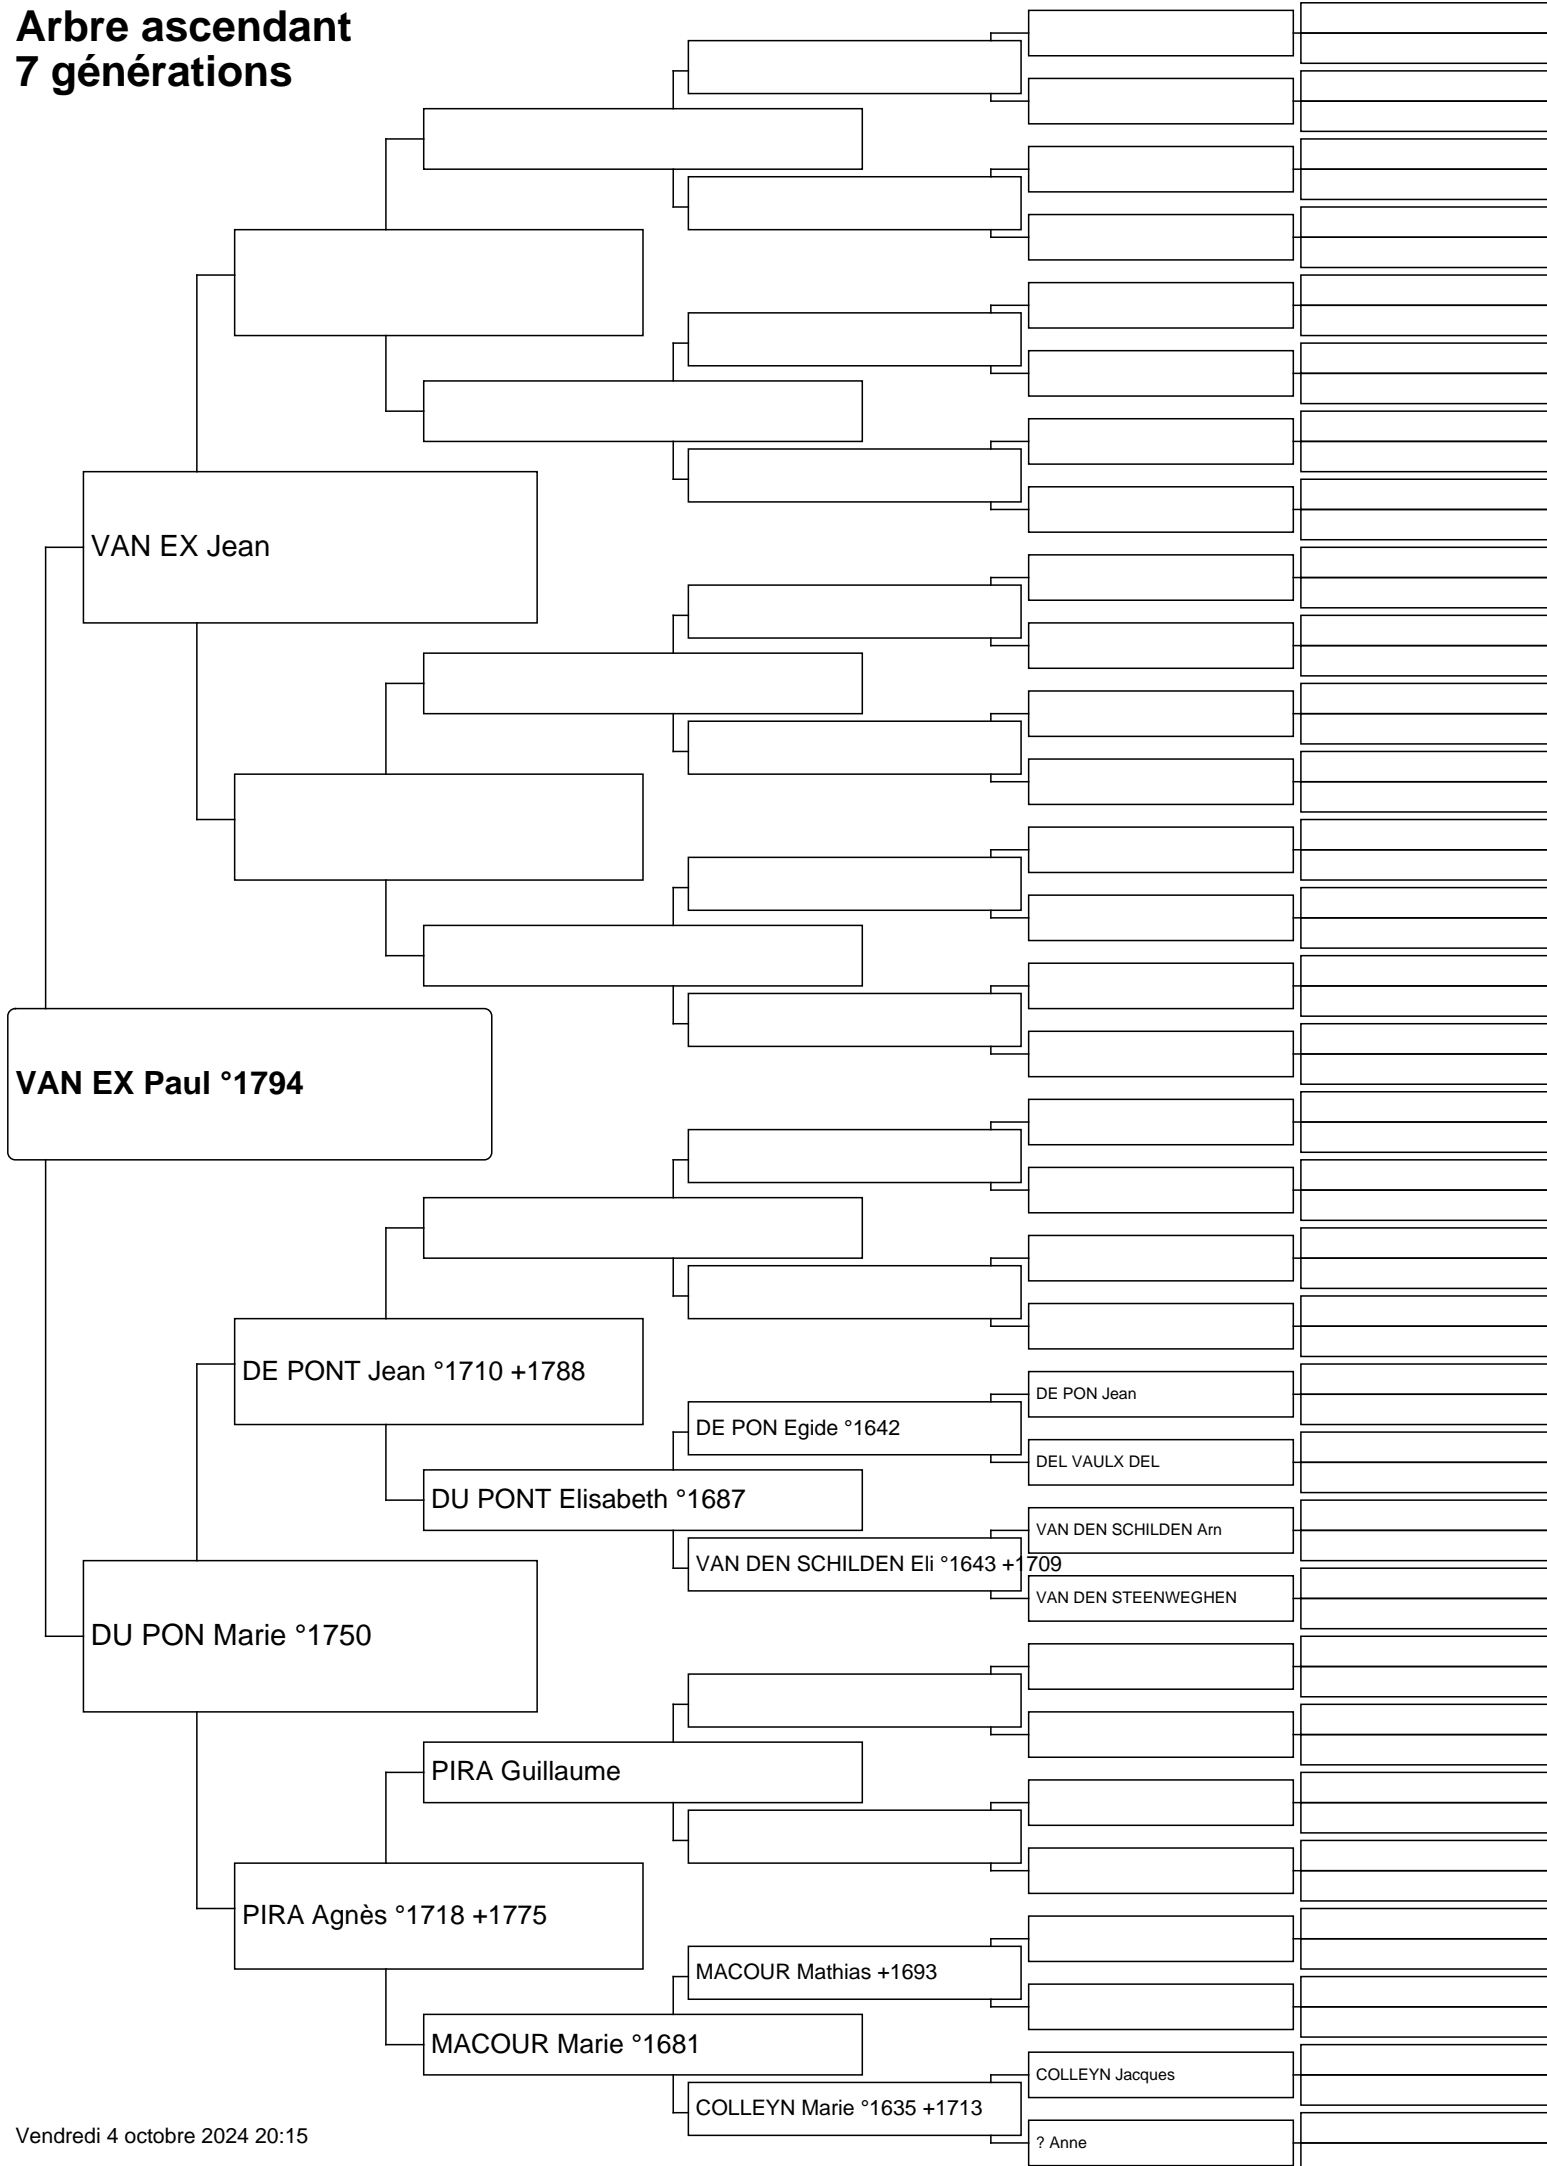 Arbre ascendant
7 générations
VAN EX Jean
VAN EX Paul °1794
DE PONT Jean °1710 +1788
DE PON Jean
DE PON Egide °1642
DEL VAULX DEL
DU PONT Elisabeth °1687
VAN DEN SCHILDEN Arn
VAN DEN SCHILDEN Eli °1643 +1709
VAN DEN STEENWEGHEN
DU PON Marie °1750
PIRA Guillaume
PIRA Agnès °1718 +1775
MACOUR Mathias +1693
MACOUR Marie °1681
COLLEYN Jacques
COLLEYN Marie °1635 +1713
? Anne
Vendredi 4 octobre 2024 20:15